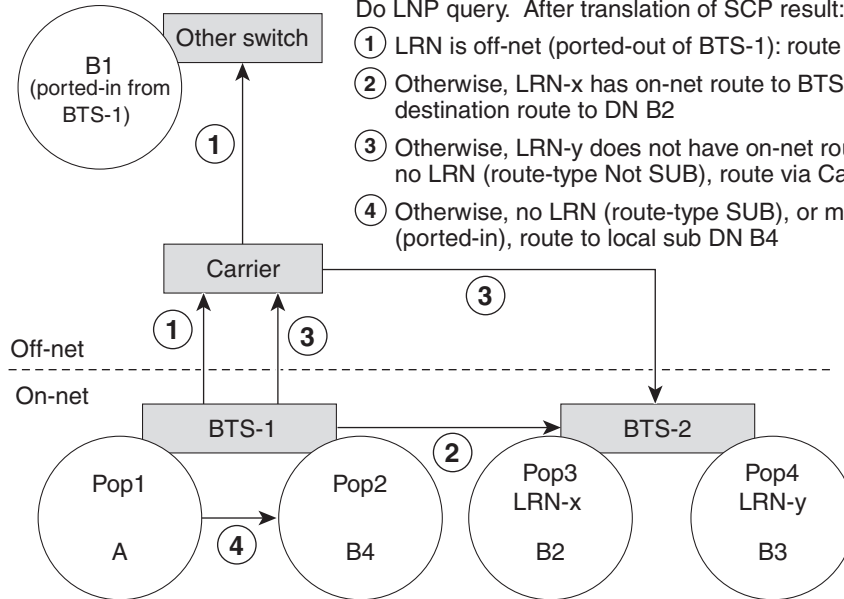 Do LNP query. After translation of SCP result:
1 LRN is off-net (ported-out of BTS-1): route
2 Otherwise, LRN-x has on-net route to BTS
destination route to DN B2
3 Otherwise, LRN-y does not have on-net
no LRN (route-type Not SUB), route via
4 Otherwise, no LRN (route-type SUB), or
(ported-in), route to local sub DN B4
Other switch
B1
(ported-in from
BTS-1)
1
Carrier
3
1
3
Off-net
On-net
BTS-1
BTS-2
2
Pop1
A
4
Pop2
B4
Pop3
LRN-x
B2
Pop4
LRN-y
B3